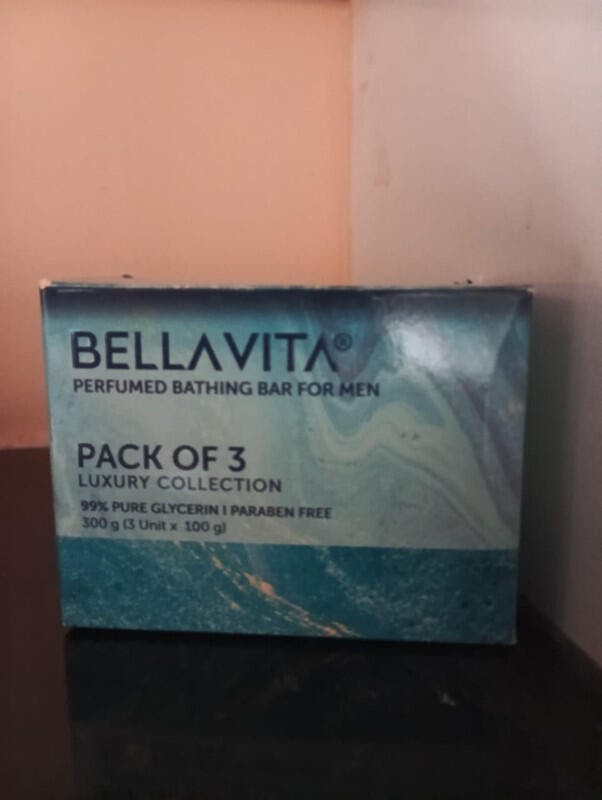 BELLAVITA®
PERFUMED BATHING BAR FOR MEN
PACK OF 3
LUXURY COLLECTION
99% PURE GLYCERIN I PARABEN FREE
300 g (3 Unit x 100 g)